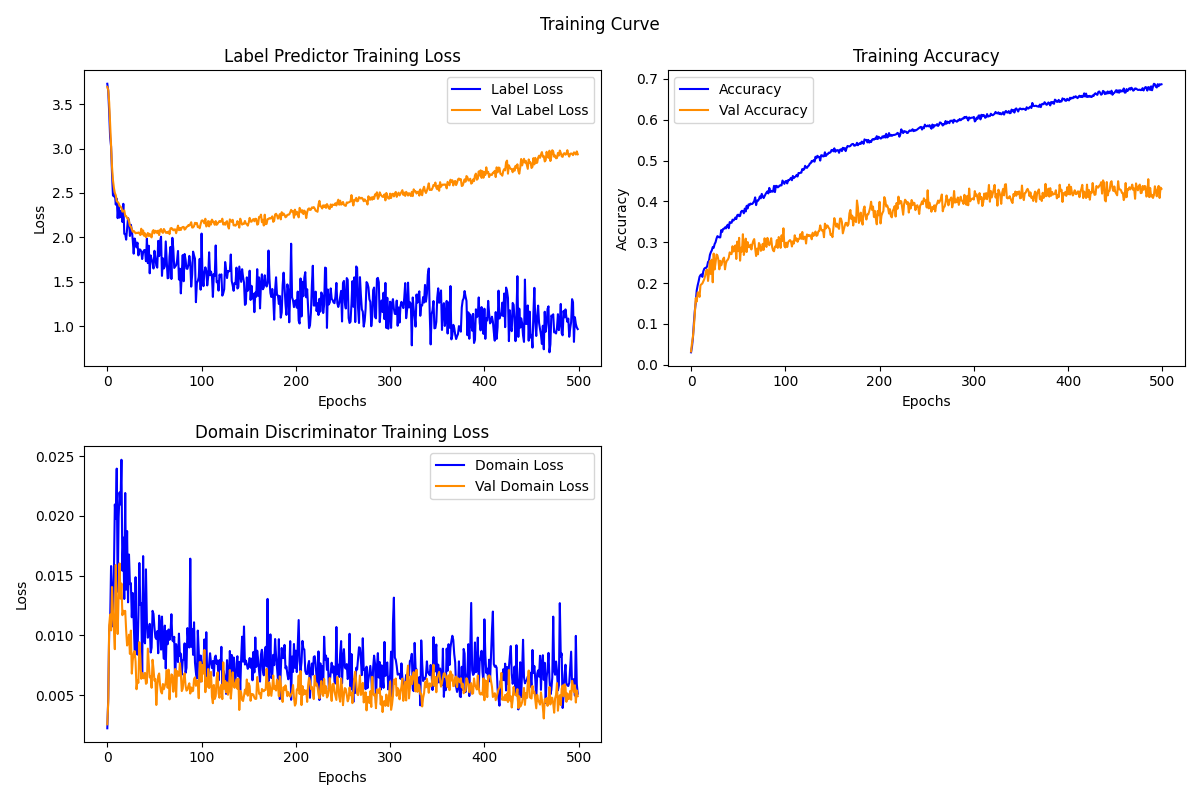 Training Curve
Label Predictor Training Loss
Label Loss
Val Label Loss
3.5
3.0
2.5
2.0
1.5
1.0
Loss
0 100 200 300 400 500
Epochs
Training Accuracy
Accuracy
Val Accuracy
0.7
0.6
0.5
0.4
0.3
0.2
0.1
0.0
Accuracy
0 100 200 300 400 500
Epochs
Domain Discriminator Training Loss
Domain Loss
Val Domain Loss
0.025
0.020
0.015
0.010
0.005
Loss
0 100 200 300 400 500
Epochs